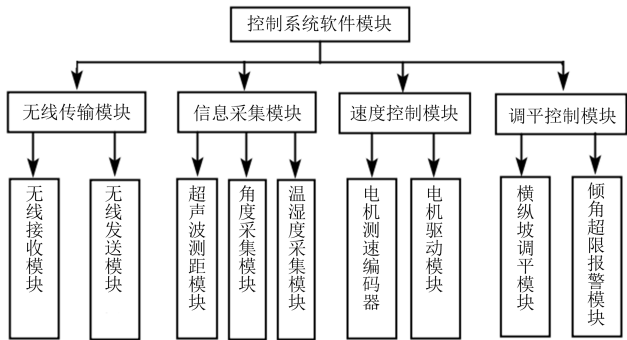 控制系统软件模块
无线传输模块
信息采集模块
速度控制模块
调平控制模块
无线接收模块
无线发送模块
超声波测距模块
角度采集模块
温湿度采集模块
电机测速编码器
电机驱动模块
横纵坡调平模块
倾角超限报警模块